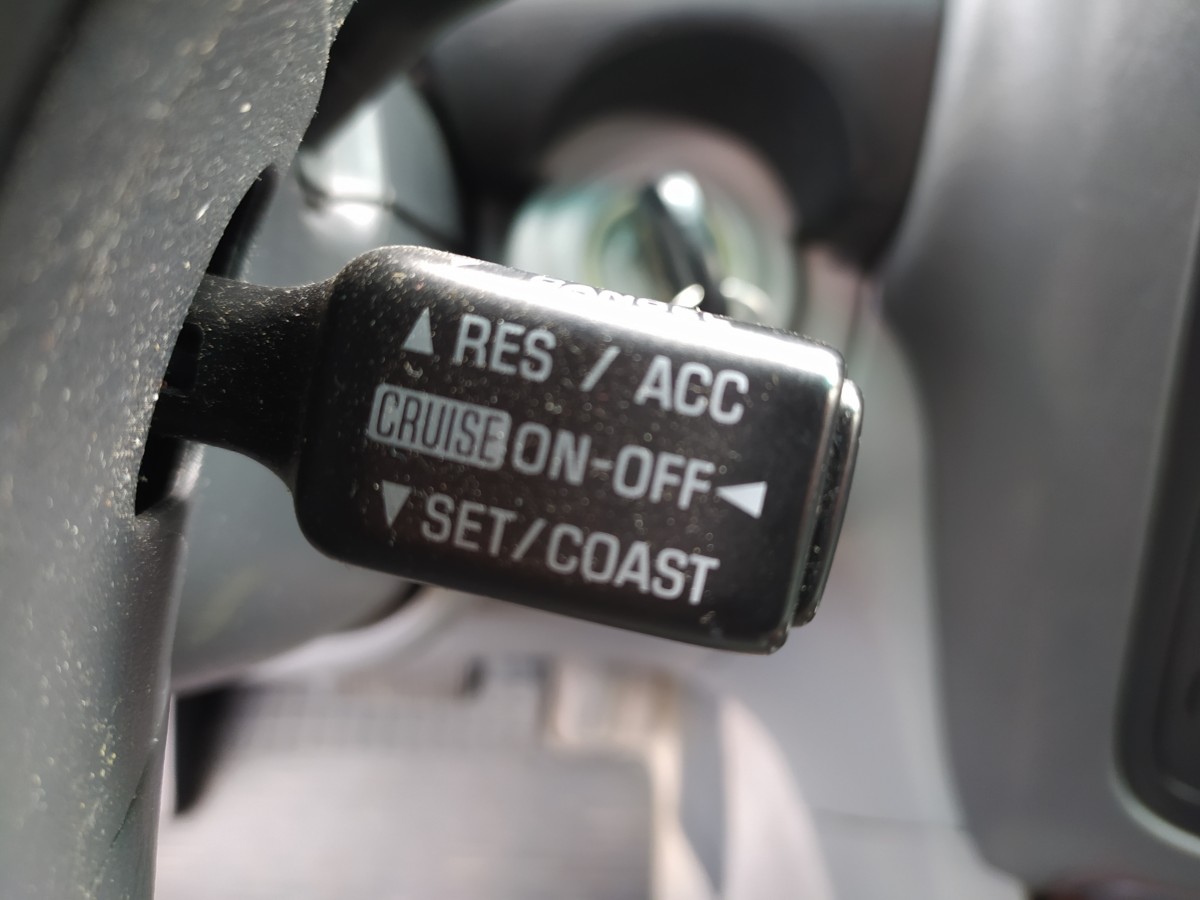 ▲ RES / ACC
CRUISE ON-OFF ◀
▼ SET/COAST